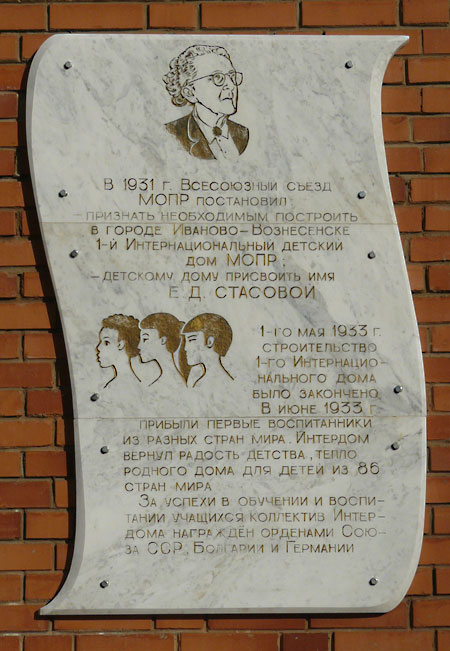 В 1931 г. Всесоюзный съезд
МОПР постановил:
- признать необходимым построить
в городе Иваново-Вознесенске
1-й Интернациональный детский
дом МОПР;
- детскому дому присвоить имя
Е. Д. СТАСОВОЙ
1-го мая 1933 г.
строительство
1-го Интернацио-
нального дома
было закончено.
В июне 1933 г.
прибыли первые воспитанники
из разных стран мира. Интердом
вернул радость детства, тепло
родного дома для детей из 86
стран мира.
За успехи в обучении и воспи-
тании учащихся коллектив Интер-
дома награждён орденами Сою-
за ССР, Болгарии и Германии